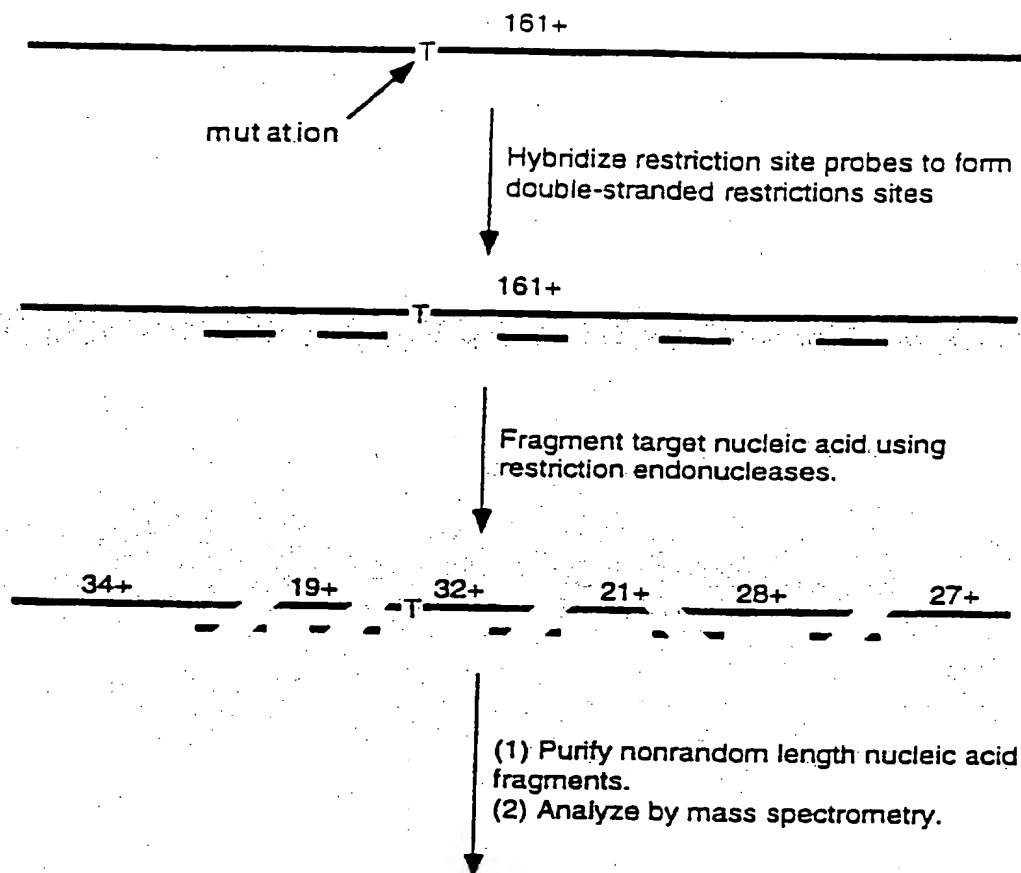 161+
T
mutation
Hybridize restriction site probes to form
double-stranded restrictions sites
161+
T
Fragment target nucleic acid using
restriction endonucleases.
34+ 19+ 32+ 21+ 28+ 27+
T
(1) Purify nonrandom length nucleic acid
fragments.
(2) Analyze by mass spectrometry.